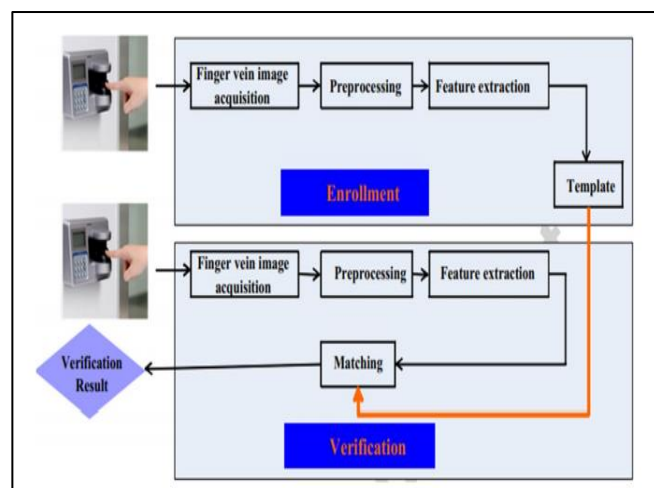 Finger vein image
acquisition
Preprocessing
Feature extraction
Template
Enrollment
Finger vein image
acquisition
Preprocessing
Feature extraction
Matching
Verification
Result
Verification